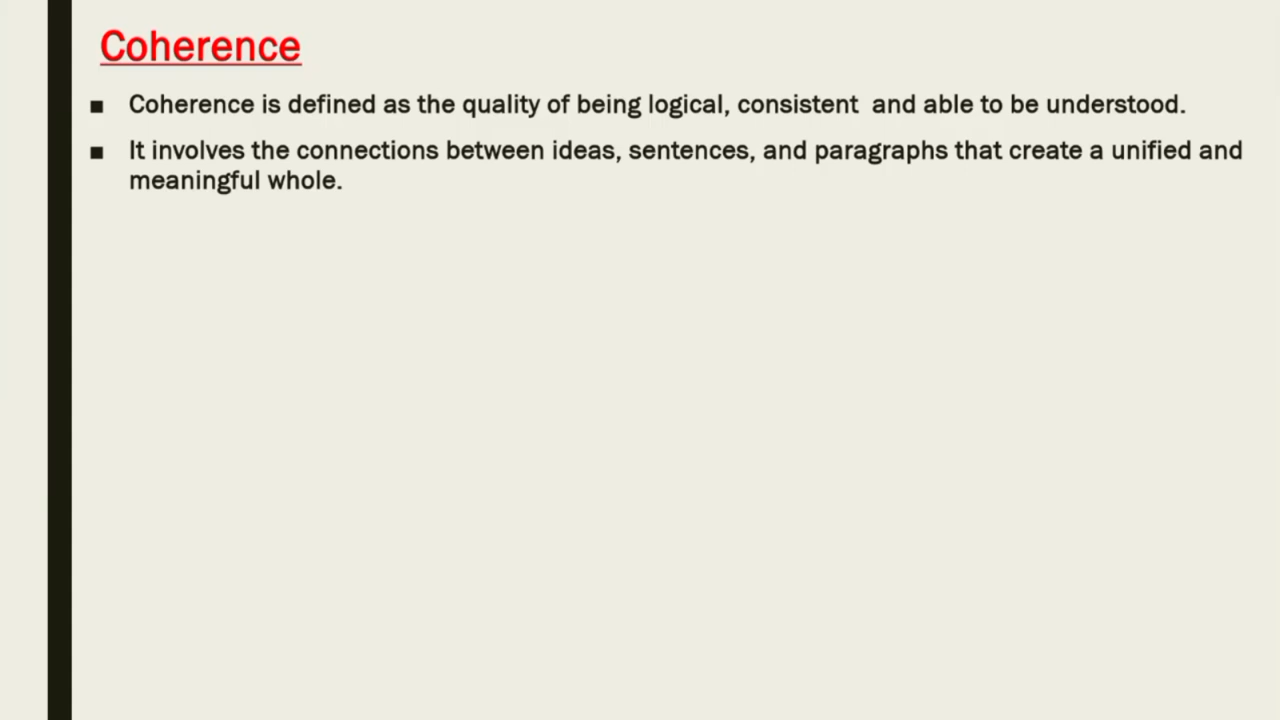 Coherence
▪ Coherence is defined as the quality of being logical, consistent  and able to be understood.
▪ It involves the connections between ideas, sentences, and paragraphs that create a unified and
meaningful whole.